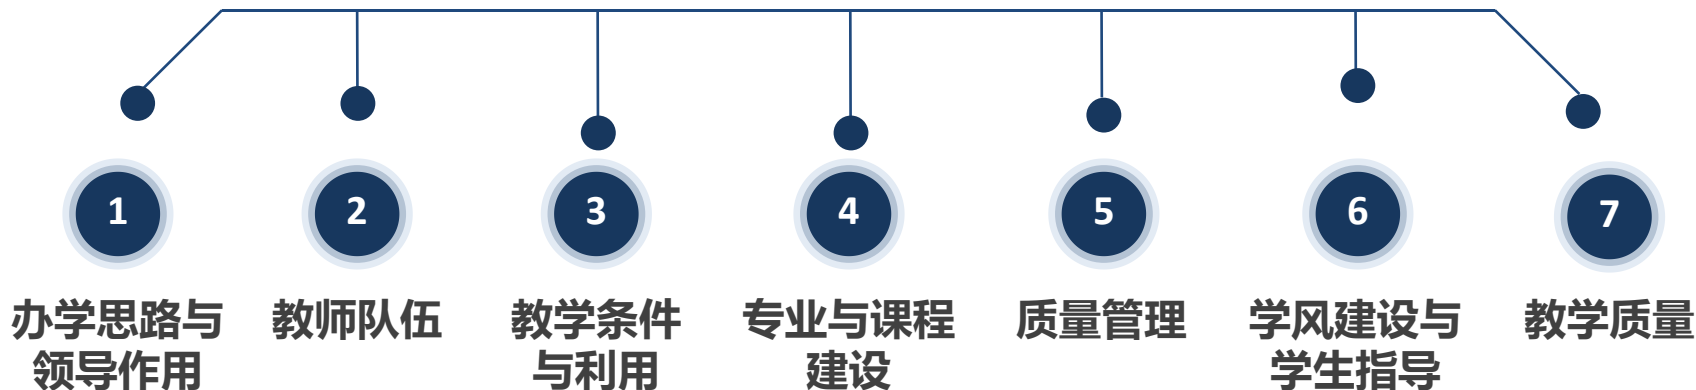 1
2
3
4
5
6
7
办学思路与
领导作用
教师队伍
教学条件
与利用
专业与课程
建设
质量管理
学风建设与
学生指导
教学质量